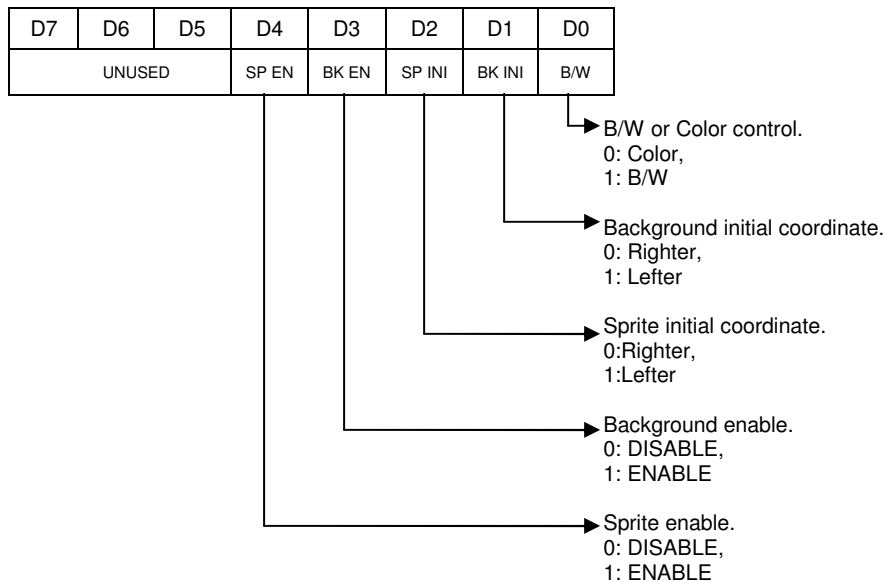 D7 D6 D5 D4 D3 D2 D1 D0
UNUSED SP EN BK EN SP INI BK INI B/W
B/W or Color control.
0: Color,
1: B/W
Background initial coordinate.
0: Righter,
1: Lefter
Sprite initial coordinate.
0:Righter,
1:Lefter
Background enable.
0: DISABLE,
1: ENABLE
Sprite enable.
0: DISABLE,
1: ENABLE